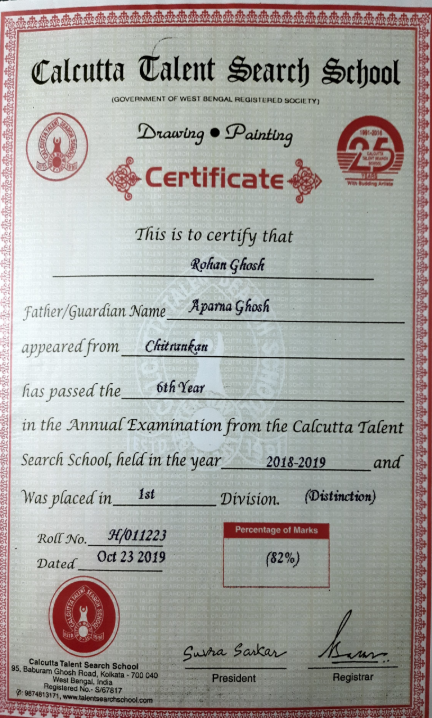 Calcutta Talent Search School
(GOVERNMENT OF WEST BENGAL REGISTERED SOCIETY)
Drawing ● Painting
1991-2016
25
YEARS
With Budding Artists
Certificate
This is to certify that
Rohan Ghosh
Father/Guardian Name Aparna Ghosh
appeared from Chitrankan
has passed the 6th Year
in the Annual Examination from the Calcutta Talent
Search School, held in the year 2018-2019 and
Was placed in 1st Division. (Distinction)
Roll No. H/011223
Dated Oct 23 2019
Percentage of Marks
(82%)
CALCUTTA TALENT SEARCH SCHOOL
Calcutta Talent Search School
95, Baburam Ghosh Road, Kolkata - 700 040
West Bengal, India
Registered No.- S/67817
✆: 9874813171, www.talentsearchschool.com
Suvra Sarkar
President
Registrar